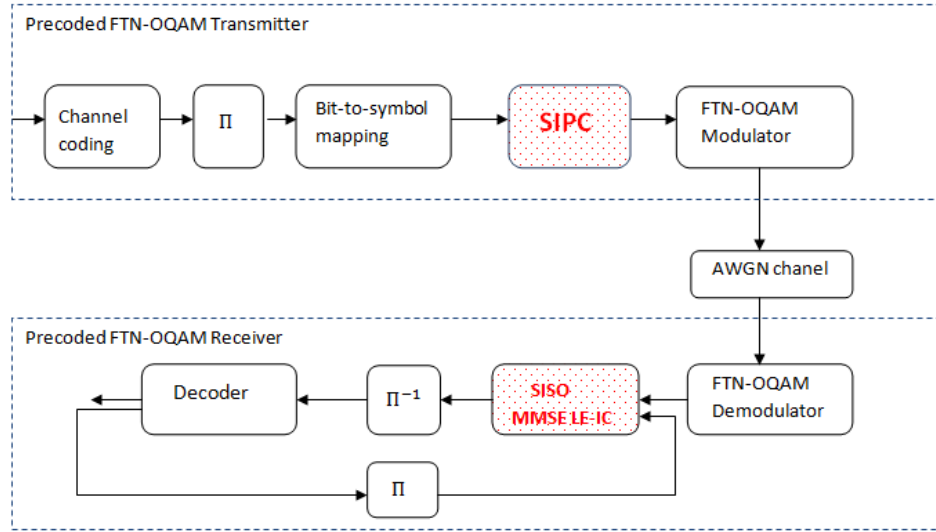 Precoded FTN-OQAM Transmitter
Channel
coding
Π
Bit-to-symbol
mapping
SIPC
FTN-OQAM
Modulator
AWGN chanel
Precoded FTN-OQAM Receiver
Decoder
Π⁻¹
SISO
MMSE LE-IC
FTN-OQAM
Demodulator
Π